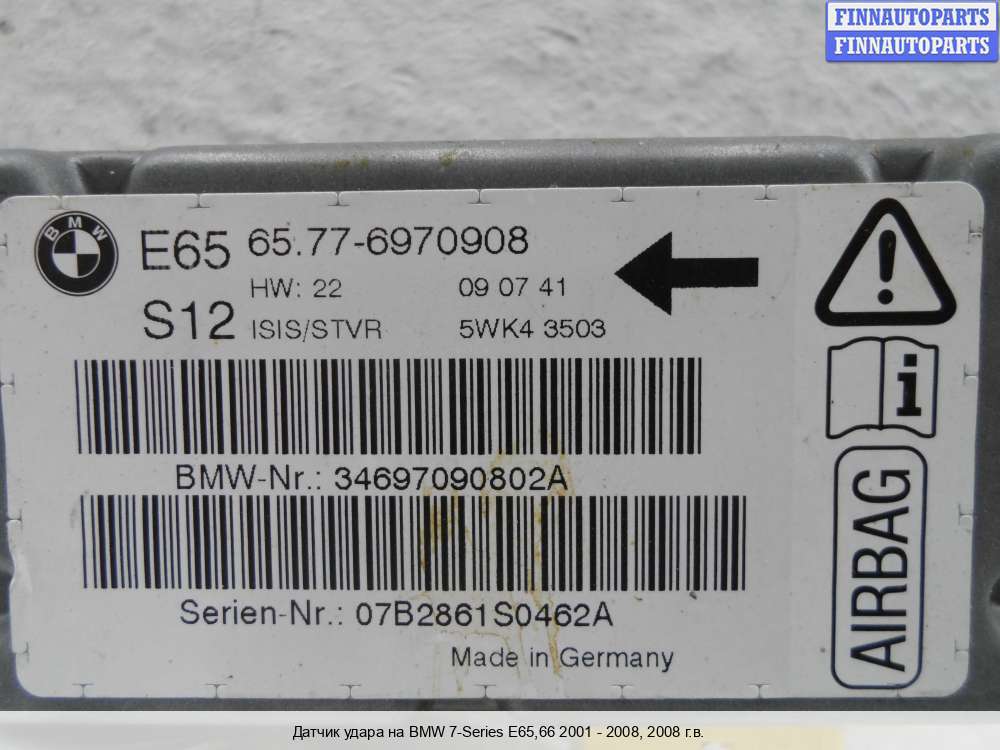 FINNAUTOPARTS
FINNAUTOPARTS
BMW
E65 65.77-6970908
HW: 22 09 07 41
S12 ISIS/STVR 5WK4 3503
BMW-Nr.: 34697090802A
Serien-Nr.: 07B2861S0462A
Made in Germany
!
i
AIRBAG
Датчик удара на BMW 7-Series E65,66 2001 - 2008, 2008 г.в.